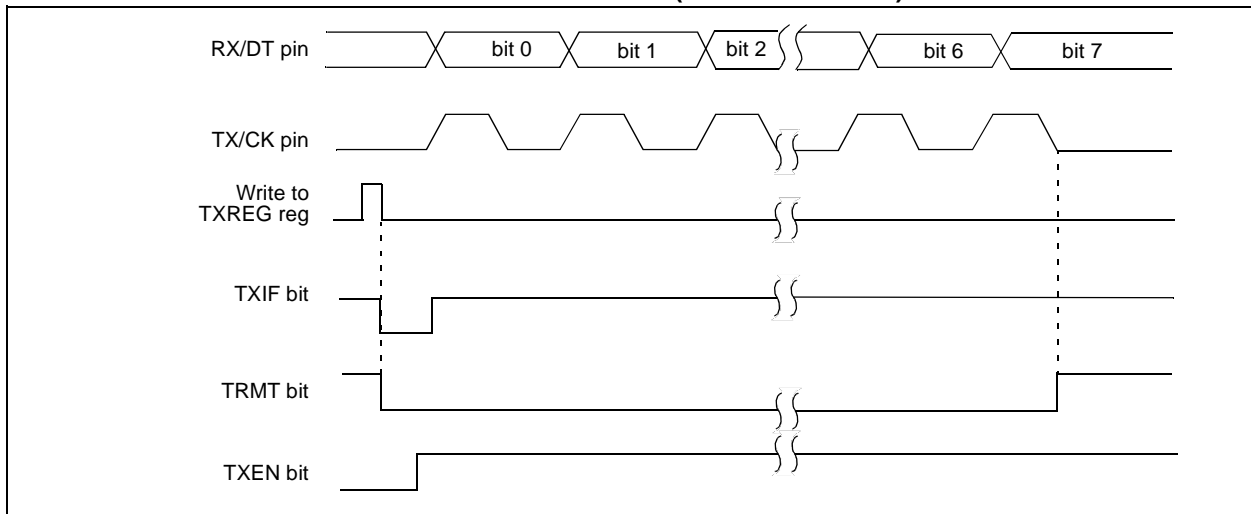 RX/DT pin
bit 0 bit 1 bit 2 bit 6 bit 7
TX/CK pin
Write to
TXREG reg
TXIF bit
TRMT bit
TXEN bit